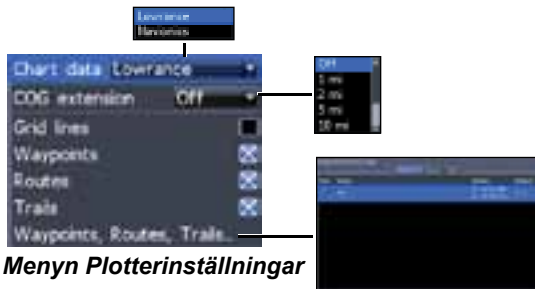 Lowrance
Navionics
Chart data Lowrance
COG extension Off
Grid lines
Waypoints
Routes
Trails
Waypoints, Routes, Trails...
Off
1 mi
2 mi
5 mi
10 mi
Menyn Plotterinställningar